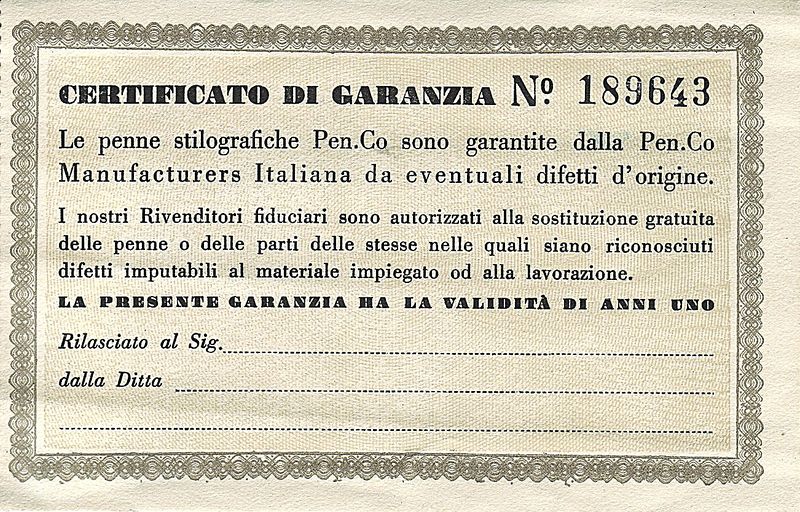 CERTIFICATO DI GARANZIA Nº 189643
Le penne stilografiche Pen.Co sono garantite dalla Pen.Co
Manufacturers Italiana da eventuali difetti d'origine.
I nostri Rivenditori fiduciari sono autorizzati alla sostituzione gratuita
delle penne o delle parti delle stesse nelle quali siano riconosciuti
difetti imputabili al materiale impiegato od alla lavorazione.
LA PRESENTE GARANZIA HA LA VALIDITÀ DI ANNI UNO
Rilasciato al Sig.
dalla Ditta